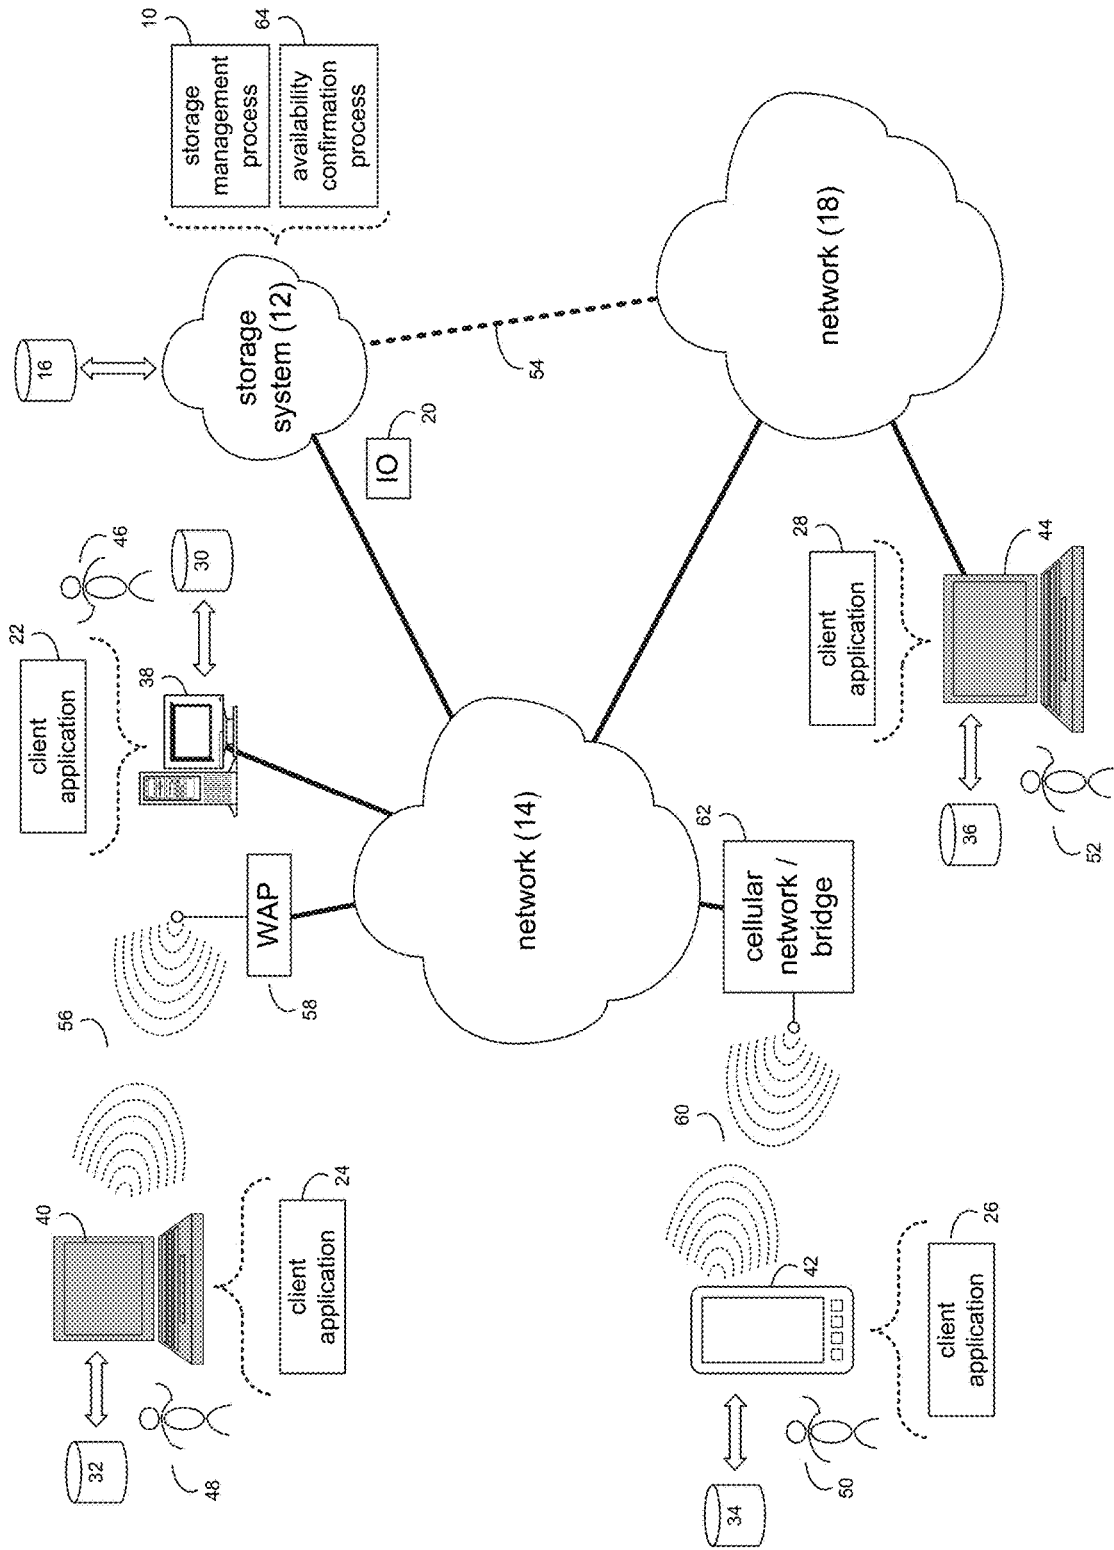 10
storage
management
process
64
availability
confirmation
process
16
storage
system (12)
54
network (18)
IO
20
46
30
22
client
application
38
28
client
application
44
36
52
network (14)
WAP
58
56
62
cellular
network /
bridge
60
40
24
client
application
32
48
42
26
client
application
34
50